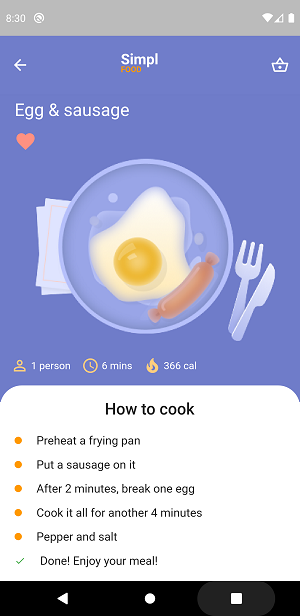 8:30
Simpl
FOOD
Egg & sausage
1 person 6 mins 366 cal
How to cook
Preheat a frying pan
Put a sausage on it
After 2 minutes, break one egg
Cook it all for another 4 minutes
Pepper and salt
Done! Enjoy your meal!